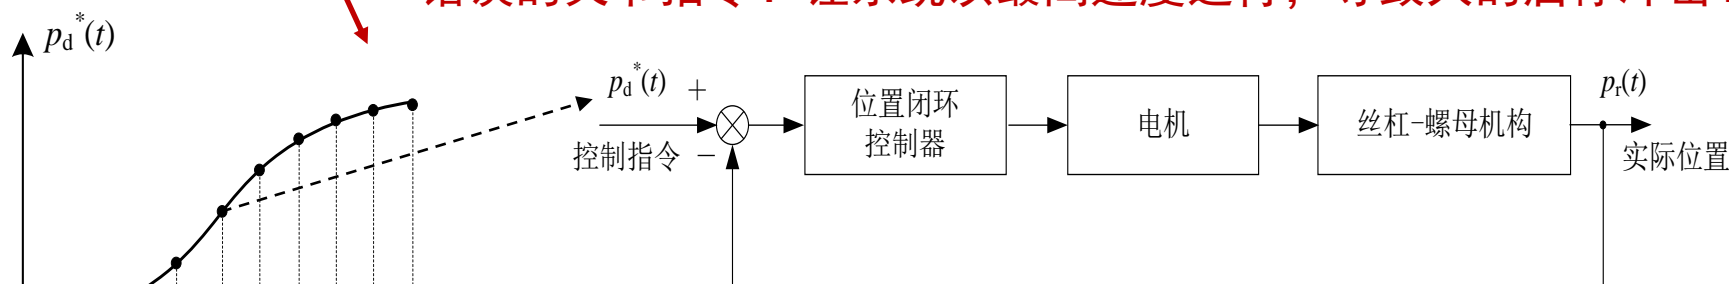 p_d*(t)
p_d*(t)
+
控制指令
−
位置闭环
控制器
电机
丝杠-螺母机构
p_r(t)
实际位置